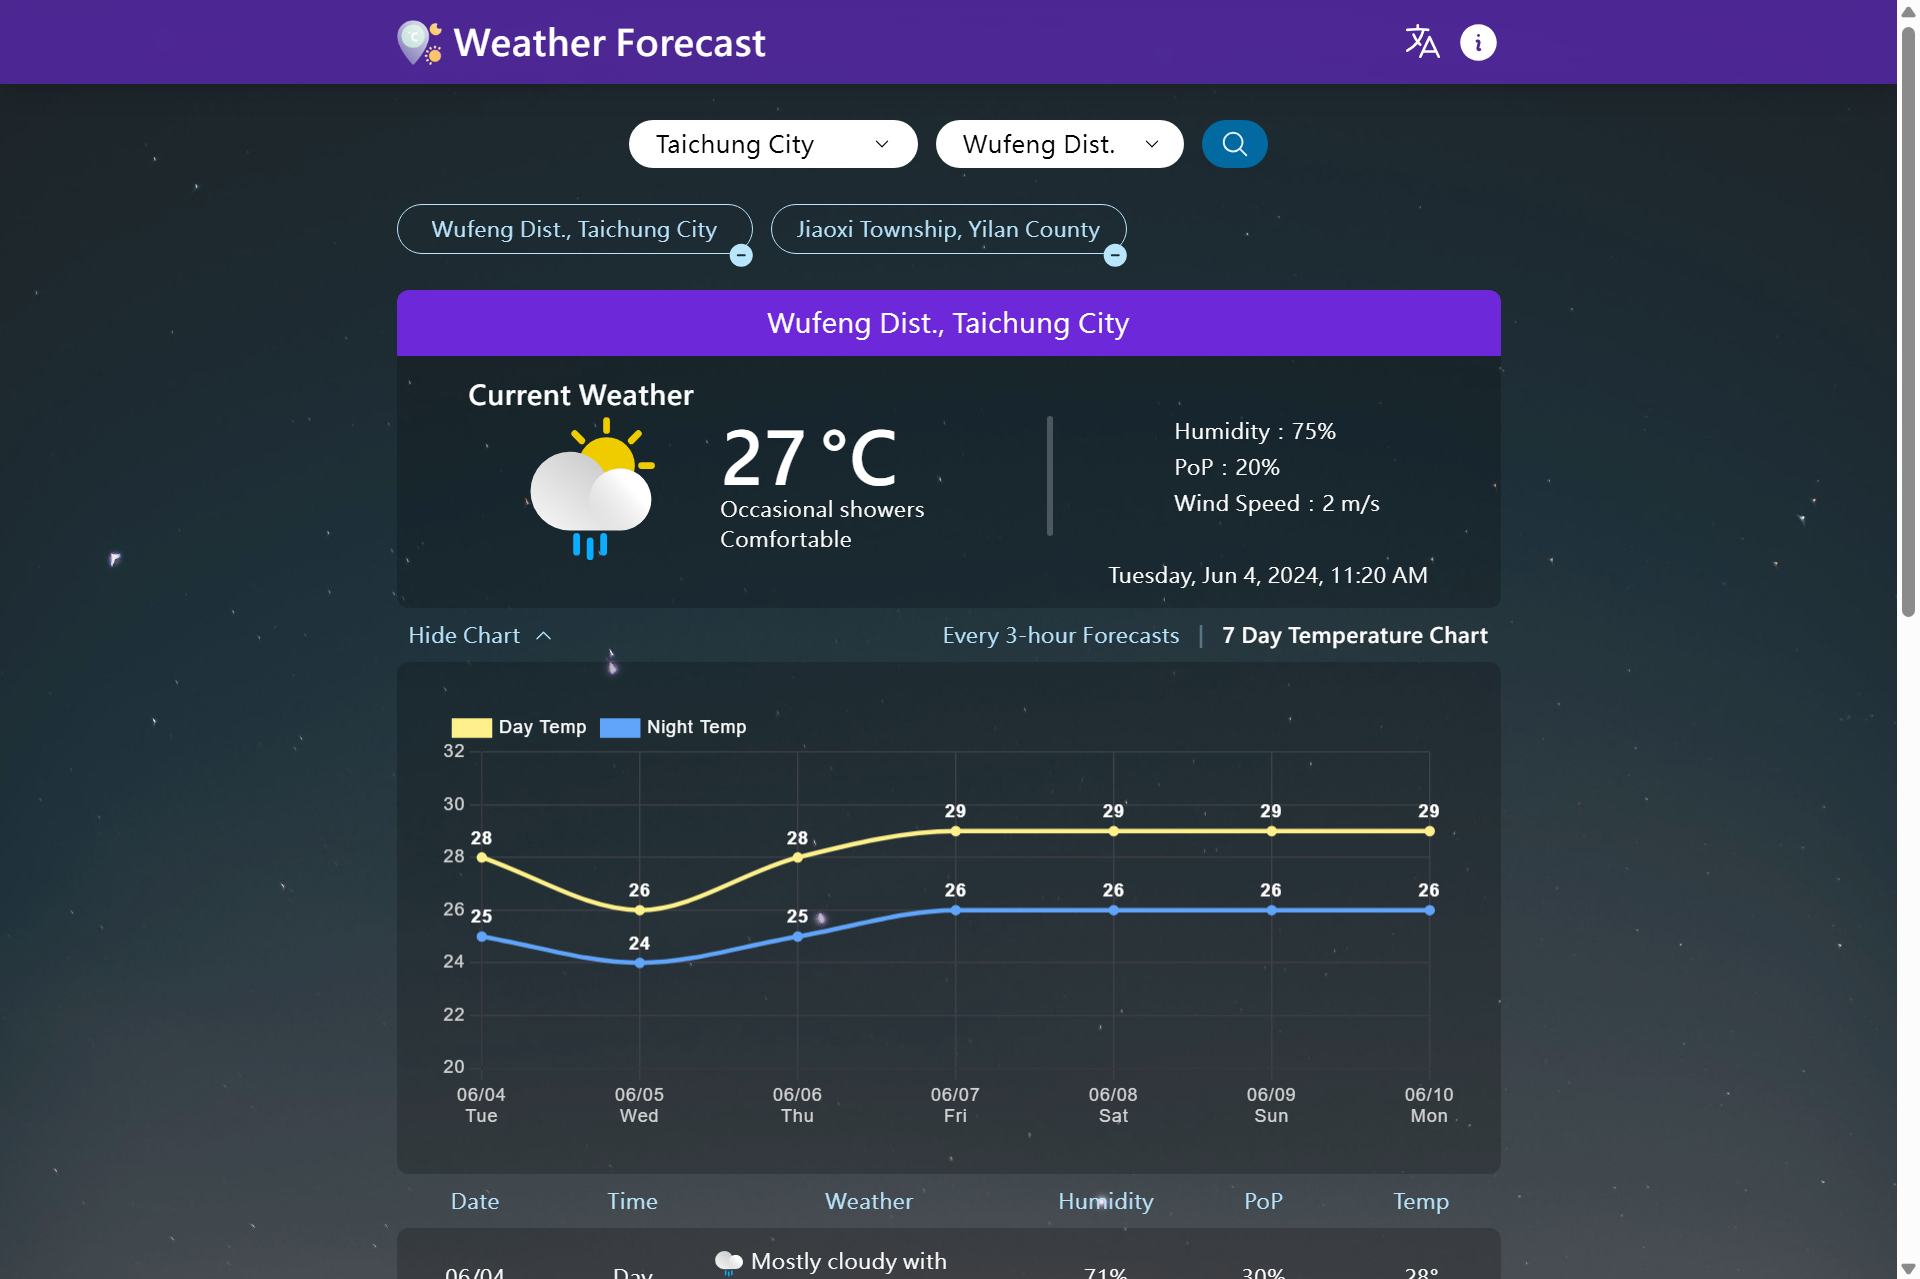 Weather Forecast
Taichung City
Wufeng Dist.
Wufeng Dist., Taichung City
Jiaoxi Township, Yilan County
Wufeng Dist., Taichung City
Current Weather
27 °C
Occasional showers
Comfortable
Humidity : 75%
PoP : 20%
Wind Speed : 2 m/s
Tuesday, Jun 4, 2024, 11:20 AM
Hide Chart
Every 3-hour Forecasts | 7 Day Temperature Chart
Day Temp Night Temp
32
30
28
26
24
22
20
28 26 28 29 29 29 29
25 24 25 26 26 26 26
06/04 06/05 06/06 06/07 06/08 06/09 06/10
Tue Wed Thu Fri Sat Sun Mon
Date Time Weather Humidity PoP Temp
Mostly cloudy with
06/04 Day 71% 30% 28°